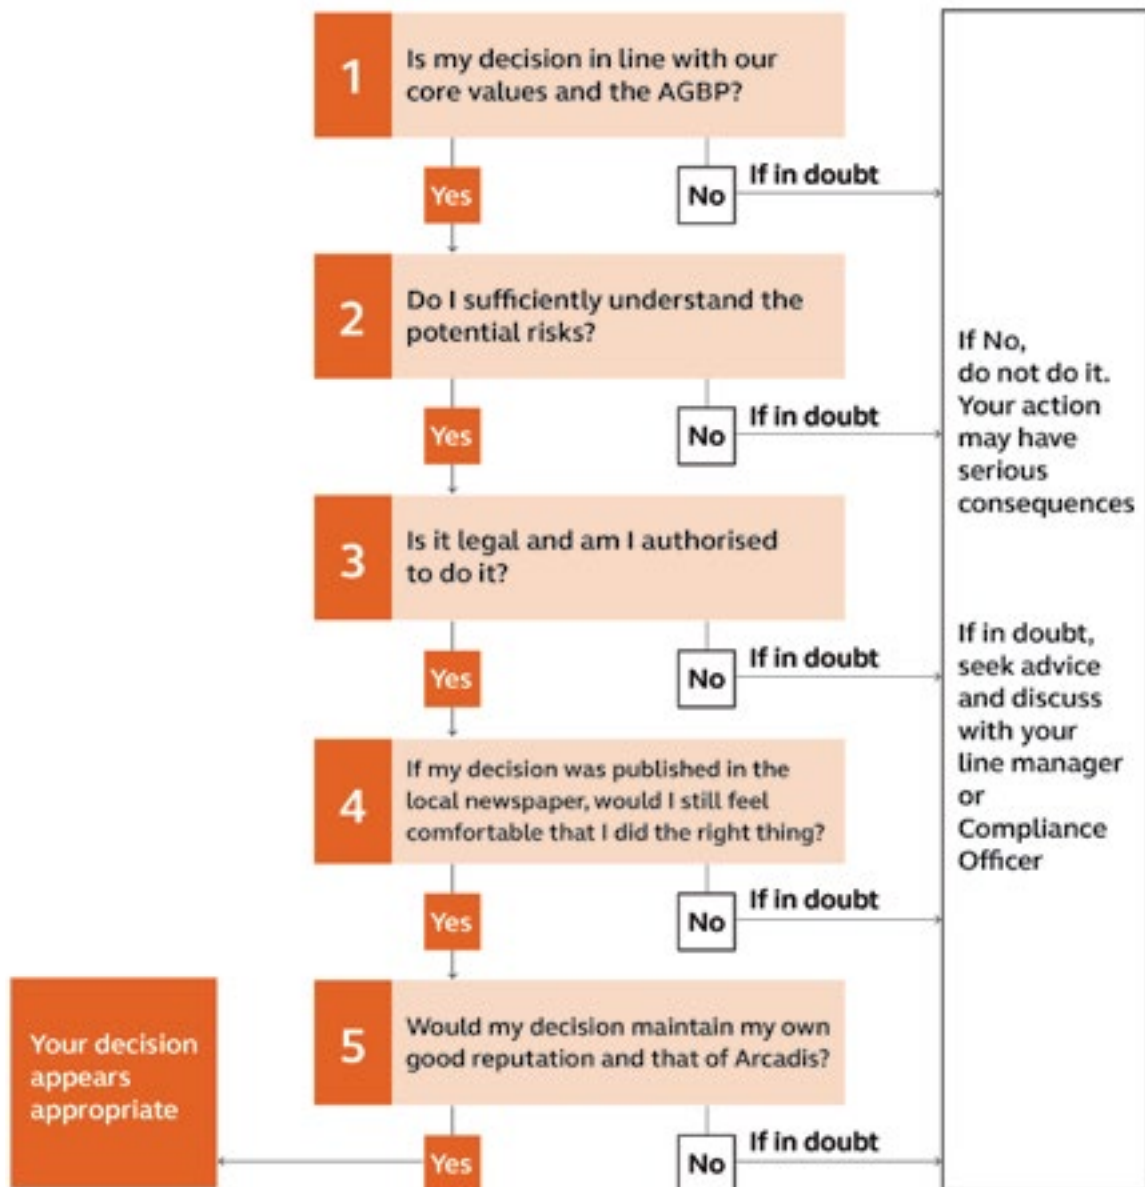 1
Is my decision in line with our
core values and the AGBP?
Yes
No
If in doubt
2
Do I sufficiently understand the
potential risks?
Yes
No
If in doubt
3
Is it legal and am I authorised
to do it?
Yes
No
If in doubt
4
If my decision was published in the
local newspaper, would I still feel
comfortable that I did the right thing?
Yes
No
If in doubt
5
Would my decision maintain my own
good reputation and that of Arcadis?
Yes
No
If in doubt
Your decision
appears
appropriate
If No,
do not do it.
Your action
may have
serious
consequences
If in doubt,
seek advice
and discuss
with your
line manager
or
Compliance
Officer